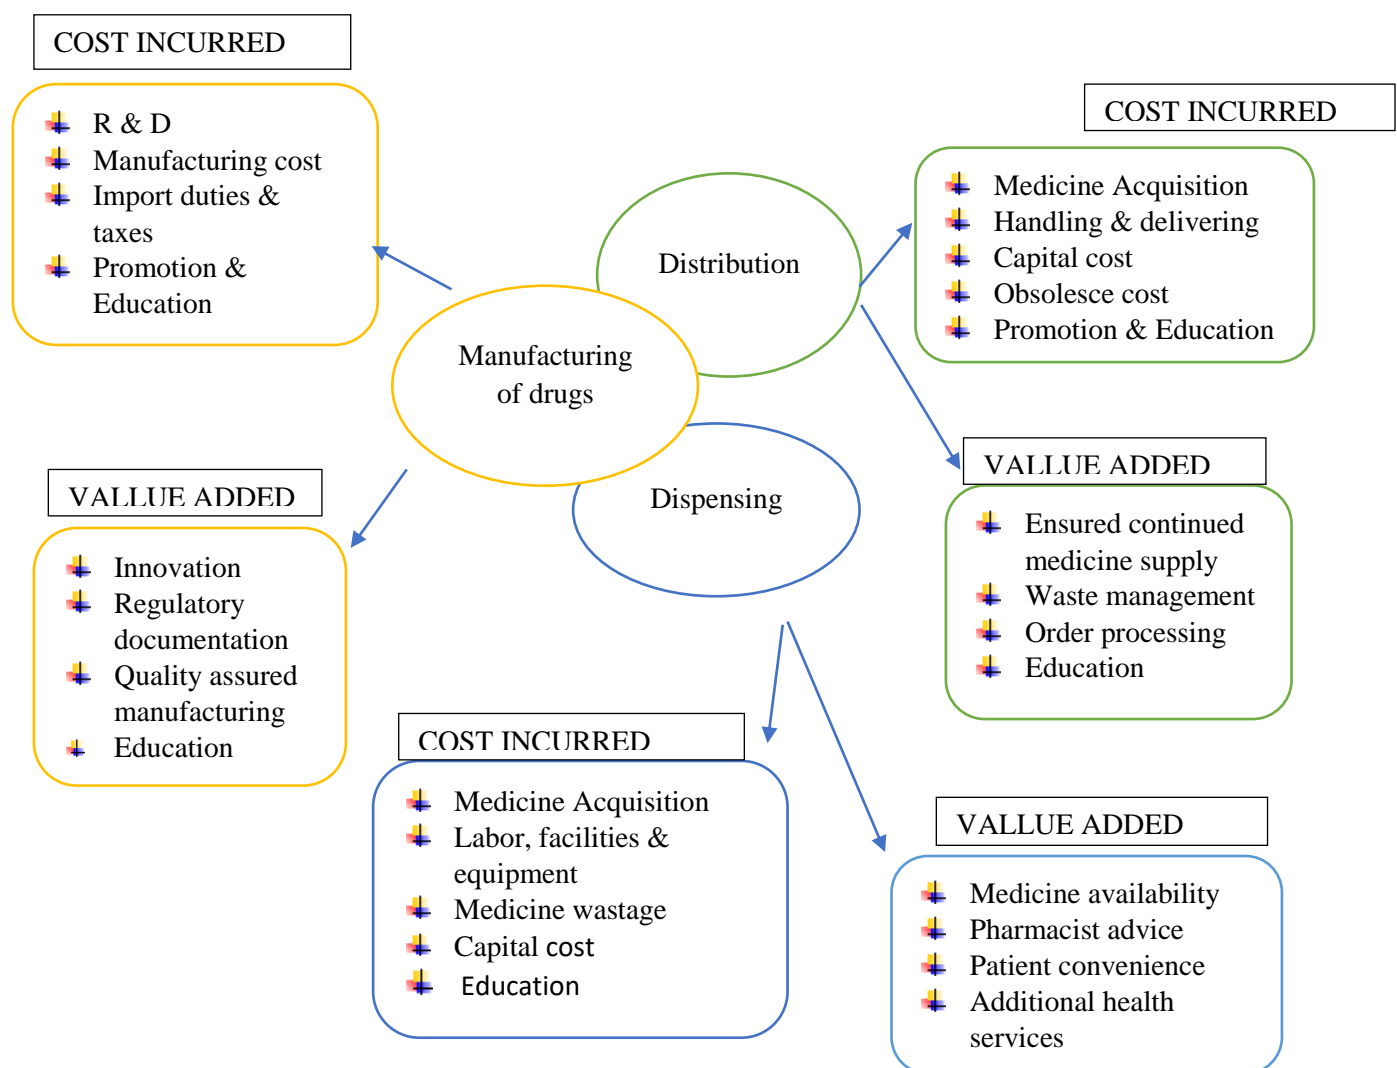 COST INCURRED
R & D
Manufacturing cost
Import duties &
taxes
Promotion &
Education
COST INCURRED
Medicine Acquisition
Handling & delivering
Capital cost
Obsolesce cost
Promotion & Education
Distribution
Manufacturing
of drugs
Dispensing
VALLUE ADDED
Innovation
Regulatory
documentation
Quality assured
manufacturing
Education
VALLUE ADDED
Ensured continued
medicine supply
Waste management
Order processing
Education
COST INCURRED
Medicine Acquisition
Labor, facilities &
equipment
Medicine wastage
Capital cost
Education
VALLUE ADDED
Medicine availability
Pharmacist advice
Patient convenience
Additional health
services